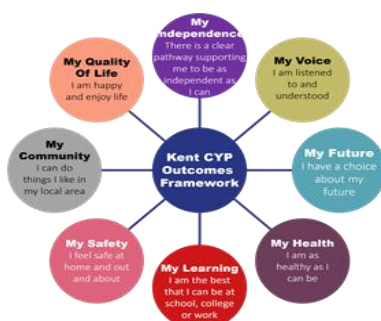 My
Independence
There is a clear
pathway supporting
me to be as
independent as
I can
My Voice
I am listened
to and
understood
My Future
I have a choice
about my
future
My Health
I am as
healthy as I
can be
My Learning
I am the best
that I can be at
school, college
or work
My Safety
I feel safe at
home and out
and about
My
Community
I can do
things I like in
my local area
My Quality
Of Life
I am happy
and enjoy life
Kent CYP
Outcomes
Framework